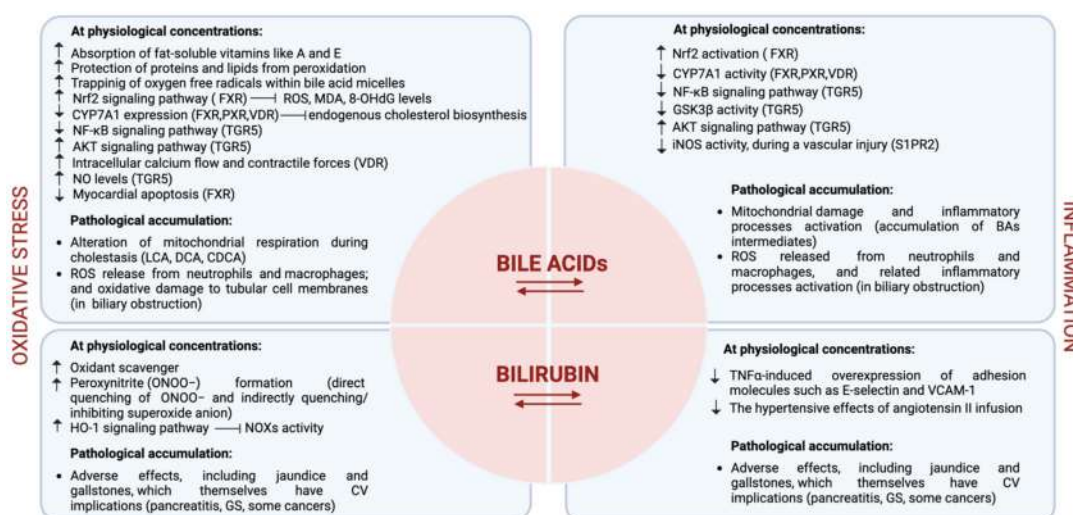 OXIDATIVE STRESS
At physiological concentrations:
↑ Absorption of fat-soluble vitamins like A and E
↑ Protection of proteins and lipids from peroxidation
↑ Trappinig of oxygen free radicals within bile acid micelles
↑ Nrf2 signaling pathway ( FXR) ⊣ ROS, MDA, 8-OHdG levels
↓ CYP7A1 expression (FXR,PXR,VDR) ⊣ endogenous cholesterol biosynthesis
↓ NF-κB signaling pathway (TGR5)
↑ AKT signaling pathway (TGR5)
↑ Intracellular calcium flow and contractile forces (VDR)
↑ NO levels (TGR5)
↓ Myocardial apoptosis (FXR)
Pathological accumulation:
• Alteration of mitochondrial respiration during
cholestasis (LCA, DCA, CDCA)
• ROS release from neutrophils and macrophages;
and oxidative damage to tubular cell membranes
(in biliary obstruction)
At physiological concentrations:
↑ Nrf2 activation ( FXR)
↓ CYP7A1 activity (FXR,PXR,VDR)
↓ NF-κB signaling pathway (TGR5)
↓ GSK3β activity (TGR5)
↑ AKT signaling pathway (TGR5)
↓ iNOS activity, during a vascular injury (S1PR2)
Pathological accumulation:
• Mitochondrial damage and inflammatory
processes activation (accumulation of BAs
intermediates)
• ROS released from neutrophils and
macrophages, and related inflammatory
processes activation (in biliary obstruction)
INFLAMMATION
BILE ACIDs
BILIRUBIN
At physiological concentrations:
↑ Oxidant scavenger
↑ Peroxynitrite (ONOO−) formation (direct
quenching of ONOO− and indirectly quenching/
inhibiting superoxide anion)
↑ HO-1 signaling pathway ⊣ NOXs activity
Pathological accumulation:
• Adverse effects, including jaundice and
gallstones, which themselves have CV
implications (pancreatitis, GS, some cancers)
At physiological concentrations:
↓ TNFα-induced overexpression of adhesion
molecules such as E-selectin and VCAM-1
↓ The hypertensive effects of angiotensin II infusion
Pathological accumulation:
• Adverse effects, including jaundice and
gallstones, which themselves have CV
implications (pancreatitis, GS, some cancers)